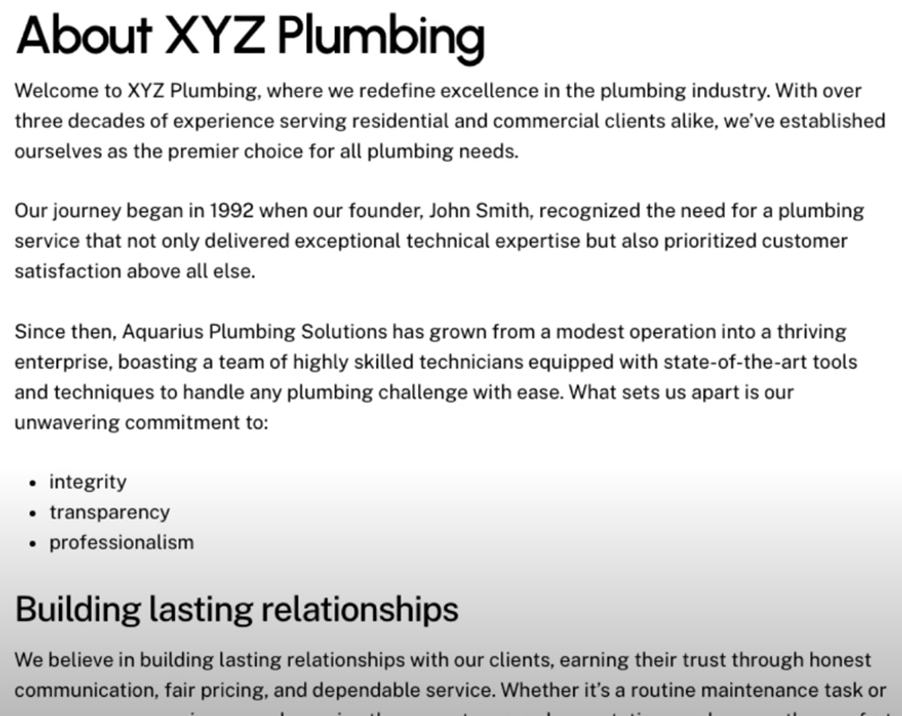 About XYZ Plumbing
Welcome to XYZ Plumbing, where we redefine excellence in the plumbing industry. With over
three decades of experience serving residential and commercial clients alike, we’ve established
ourselves as the premier choice for all plumbing needs.
Our journey began in 1992 when our founder, John Smith, recognized the need for a plumbing
service that not only delivered exceptional technical expertise but also prioritized customer
satisfaction above all else.
Since then, Aquarius Plumbing Solutions has grown from a modest operation into a thriving
enterprise, boasting a team of highly skilled technicians equipped with state-of-the-art tools
and techniques to handle any plumbing challenge with ease. What sets us apart is our
unwavering commitment to:
• integrity
• transparency
• professionalism
Building lasting relationships
We believe in building lasting relationships with our clients, earning their trust through honest
communication, fair pricing, and dependable service. Whether it’s a routine maintenance task or